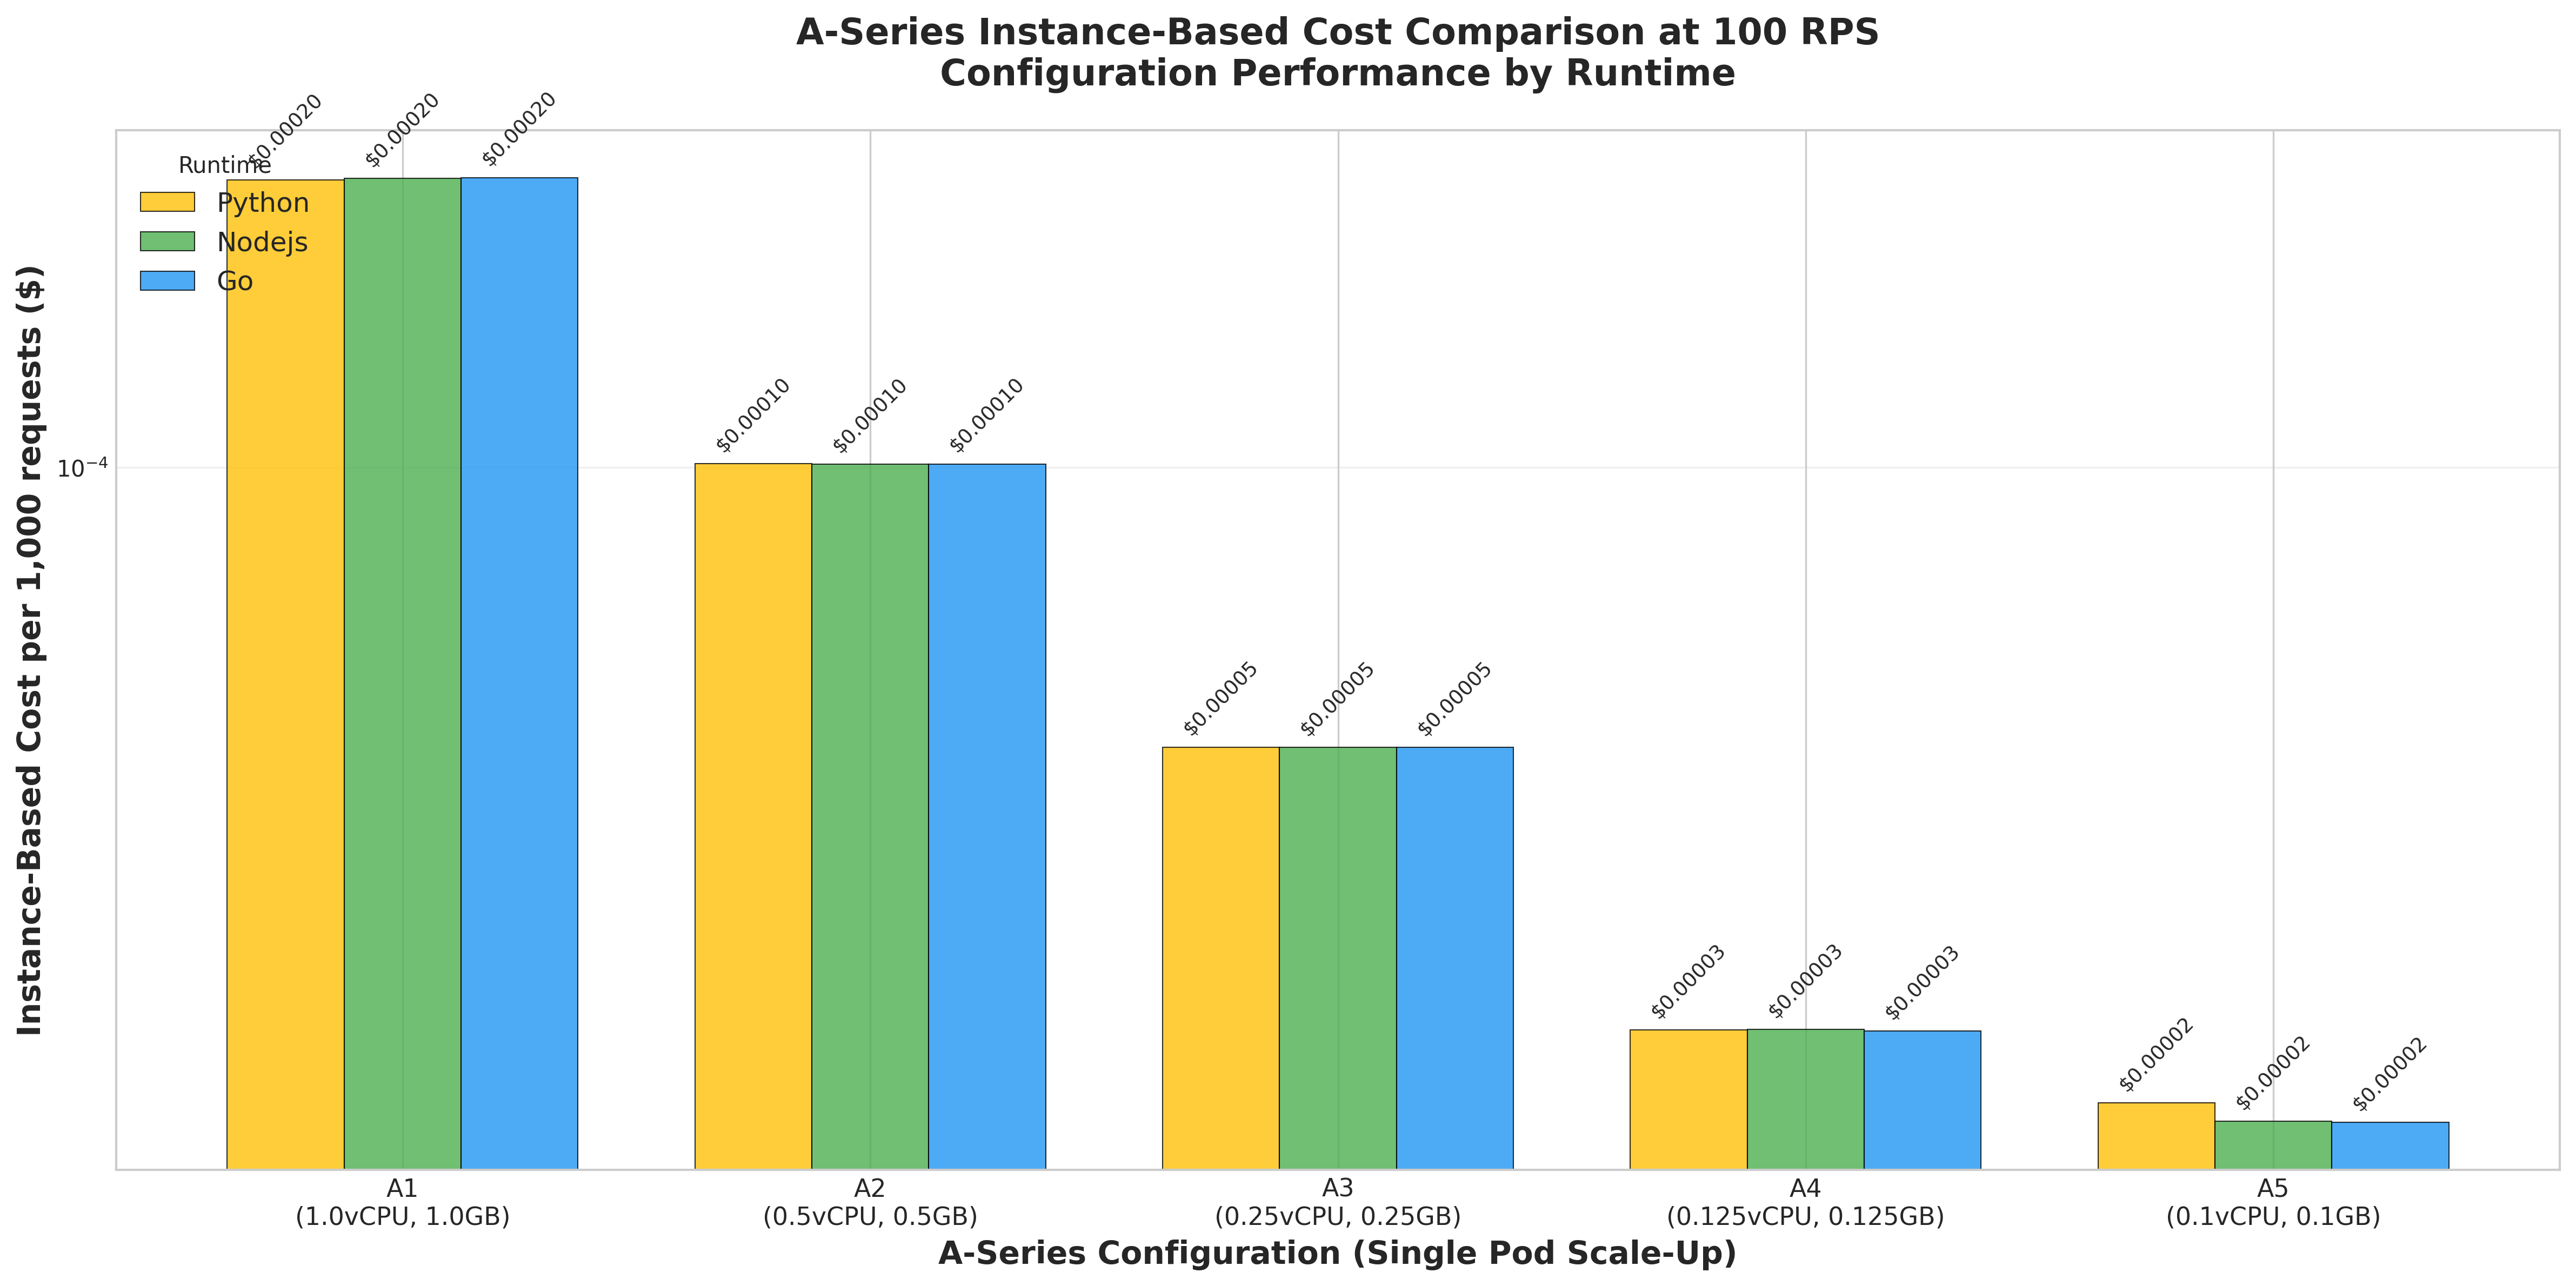 A-Series Instance-Based Cost Comparison at 100 RPS
Configuration Performance by Runtime
$0.00020
$0.00020
$0.00020
Runtime
Python
Nodejs
Go
$0.00010
$0.00010
$0.00010
$0.00005
$0.00005
$0.00005
$0.00003
$0.00003
$0.00003
$0.00002
$0.00002
$0.00002
Instance-Based Cost per 1,000 requests ($)
10⁻⁴
A1
(1.0vCPU, 1.0GB)
A2
(0.5vCPU, 0.5GB)
A3
(0.25vCPU, 0.25GB)
A4
(0.125vCPU, 0.125GB)
A5
(0.1vCPU, 0.1GB)
A-Series Configuration (Single Pod Scale-Up)